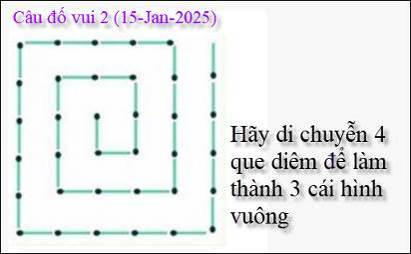 Câu đố vui 2 (15-Jan-2025)
Hãy di chuyễn 4
que diêm để làm
thành 3 cái hình
vuông